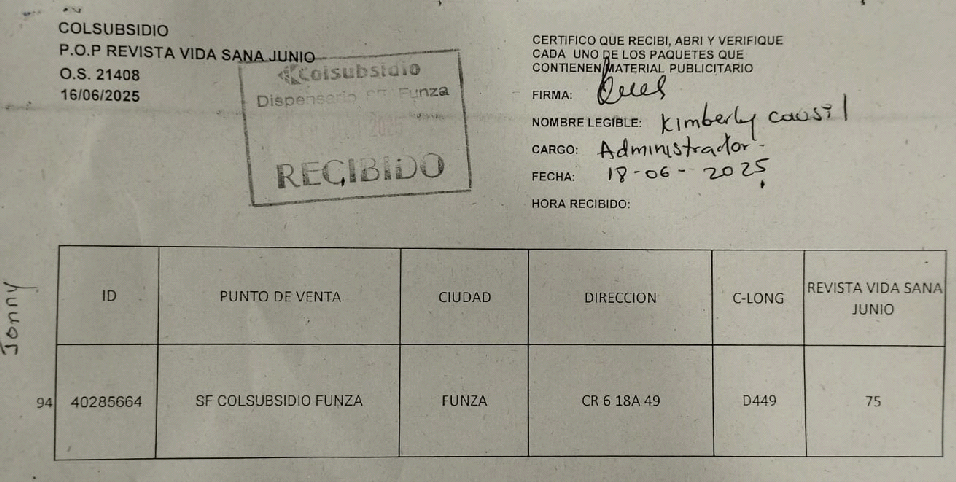 COLSUBSIDIO
P.O.P REVISTA VIDA SANA JUNIO
O.S. 21408
16/06/2025
Colsubsidio
Dispensario Funza
RECIBIDO
CERTIFICO QUE RECIBI, ABRI Y VERIFIQUE
CADA UNO DE LOS PAQUETES QUE
CONTIENEN MATERIAL PUBLICITARIO
FIRMA:
NOMBRE LEGIBLE: Kimberly Causil
CARGO: Administrador
FECHA: 18-06-2025
HORA RECIBIDO:
Jonny
ID PUNTO DE VENTA CIUDAD DIRECCION C-LONG REVISTA VIDA SANA
JUNIO
94 40285664 SF COLSUBSIDIO FUNZA FUNZA CR 6 18A 49 D449 75